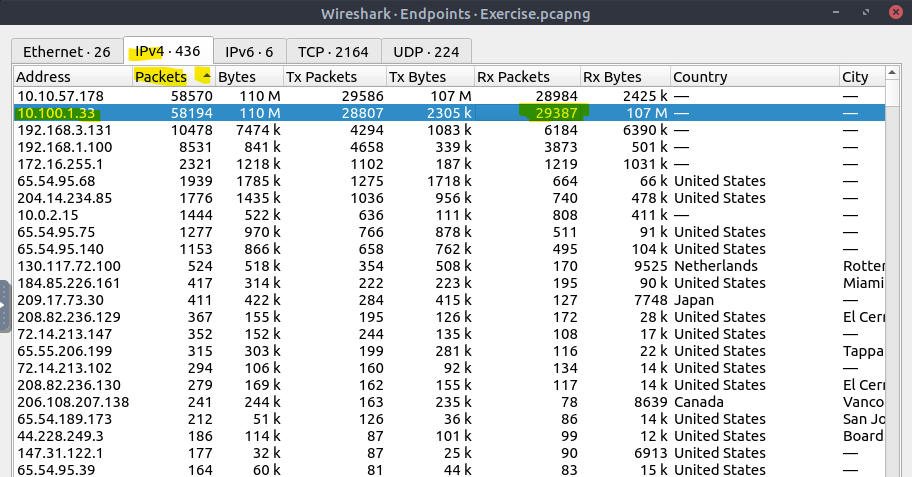 Wireshark · Endpoints · Exercise.pcapng
Ethernet · 26 IPv4 · 436 IPv6 · 6 TCP · 2164 UDP · 224
Address Packets Bytes Tx Packets Tx Bytes Rx Packets Rx Bytes Country City
10.10.57.178 58570 110 M 29586 107 M 28984 2425 k — —
10.100.1.33 58194 110 M 28807 2305 k 29387 107 M — —
192.168.3.131 10478 7474 k 4294 1083 k 6184 6390 k — —
192.168.1.100 8531 841 k 4658 339 k 3873 501 k — —
172.16.255.1 2321 1218 k 1102 187 k 1219 1031 k — —
65.54.95.68 1939 1785 k 1275 1718 k 664 66 k United States —
204.14.234.85 1776 1435 k 1036 956 k 740 478 k United States —
10.0.2.15 1444 522 k 636 111 k 808 411 k — —
65.54.95.75 1277 970 k 766 878 k 511 91 k United States —
65.54.95.140 1153 866 k 658 762 k 495 104 k United States —
130.117.72.100 524 518 k 354 508 k 170 9525 Netherlands Rotter
184.85.226.161 417 314 k 222 223 k 195 90 k United States Miami
209.17.73.30 411 422 k 284 415 k 127 7748 Japan —
208.82.236.129 367 155 k 195 126 k 172 28 k United States El Cerr
72.14.213.147 352 152 k 244 135 k 108 17 k United States —
65.55.206.199 315 303 k 199 281 k 116 22 k United States Tappa
72.14.213.102 294 106 k 160 92 k 134 14 k United States —
208.82.236.130 279 169 k 162 155 k 117 14 k United States El Cerr
206.108.207.138 241 244 k 163 235 k 78 8639 Canada Vanco
65.54.189.173 212 51 k 126 36 k 86 14 k United States San Jo
44.228.249.3 186 114 k 87 101 k 99 12 k United States Board
147.31.122.1 177 32 k 87 25 k 90 6913 United States —
65.54.95.39 164 60 k 81 44 k 83 15 k United States —